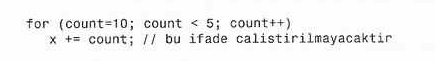 for (count=10; count < 5; count++)
x += count; // bu ifade calistirilmayacaktir